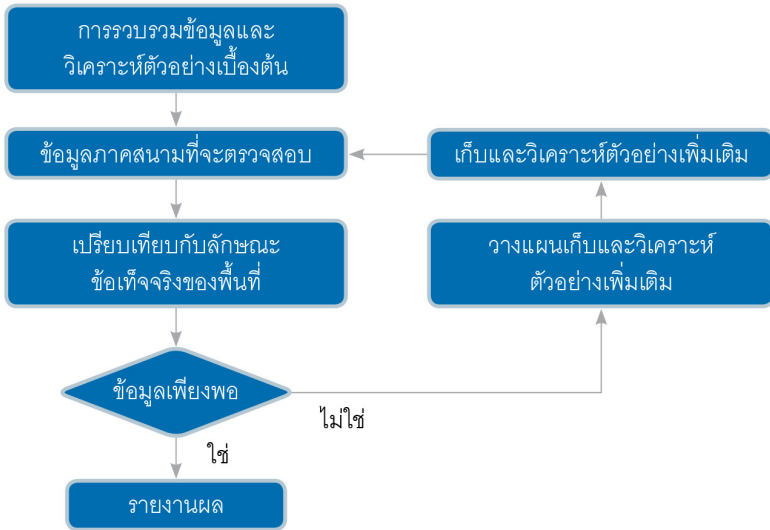 การรวบรวมข้อมูลและ
วิเคราะห์ตัวอย่างเบื้องต้น
ข้อมูลภาคสนามที่จะตรวจสอบ
เก็บและวิเคราะห์ตัวอย่างเพิ่มเติม
เปรียบเทียบกับลักษณะ
ข้อเท็จจริงของพื้นที่
วางแผนเก็บและวิเคราะห์
ตัวอย่างเพิ่มเติม
ข้อมูลเพียงพอ
ไม่ใช่
ใช่
รายงานผล